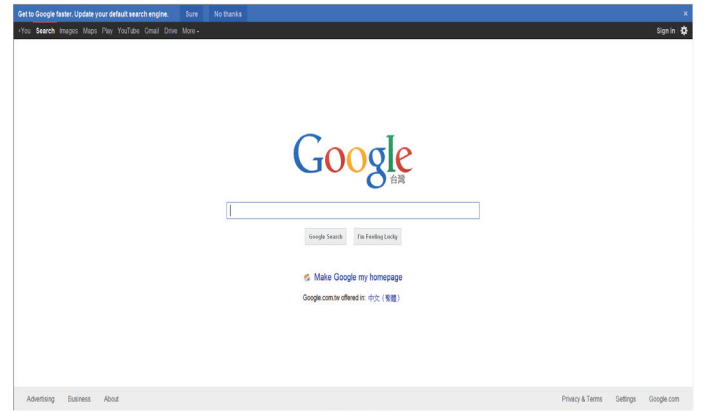 Get to Google faster. Update your default search engine. Sure No thanks ×
+You Search Images Maps Play YouTube Gmail Drive More Sign in
Google
台灣
Google Search I'm Feeling Lucky
Make Google my homepage
Google.com.tw offered in: 中文 (繁體)
Advertising Business About Privacy & Terms Settings Google.com